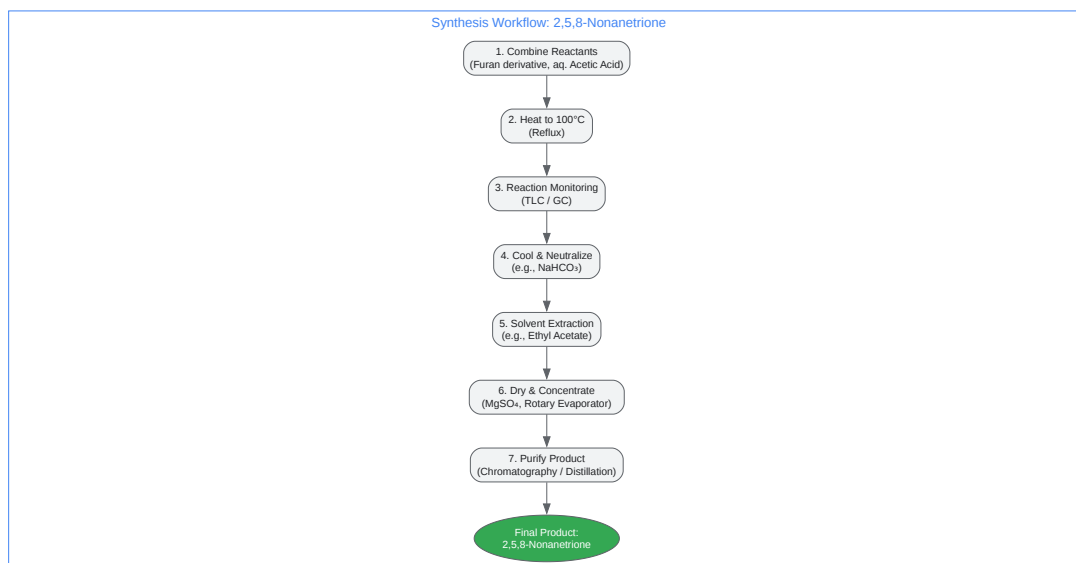 Synthesis Workflow: 2,5,8-Nonanetrione
1. Combine Reactants
(Furan derivative, aq. Acetic Acid)
2. Heat to 100°C
(Reflux)
3. Reaction Monitoring
(TLC / GC)
4. Cool & Neutralize
(e.g., NaHCO₃)
5. Solvent Extraction
(e.g., Ethyl Acetate)
6. Dry & Concentrate
(MgSO₄, Rotary Evaporator)
7. Purify Product
(Chromatography / Distillation)
Final Product:
2,5,8-Nonanetrione